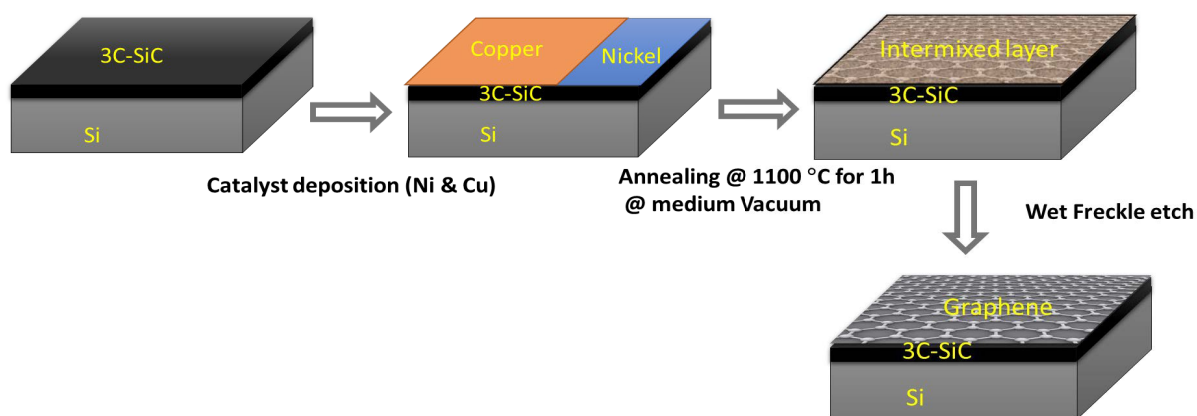 3C-SiC
Si
Catalyst deposition (Ni & Cu)
Copper
Nickel
3C-SiC
Si
Annealing @ 1100 °C for 1h
@ medium Vacuum
Intermixed layer
3C-SiC
Si
Wet Freckle etch
Graphene
3C-SiC
Si